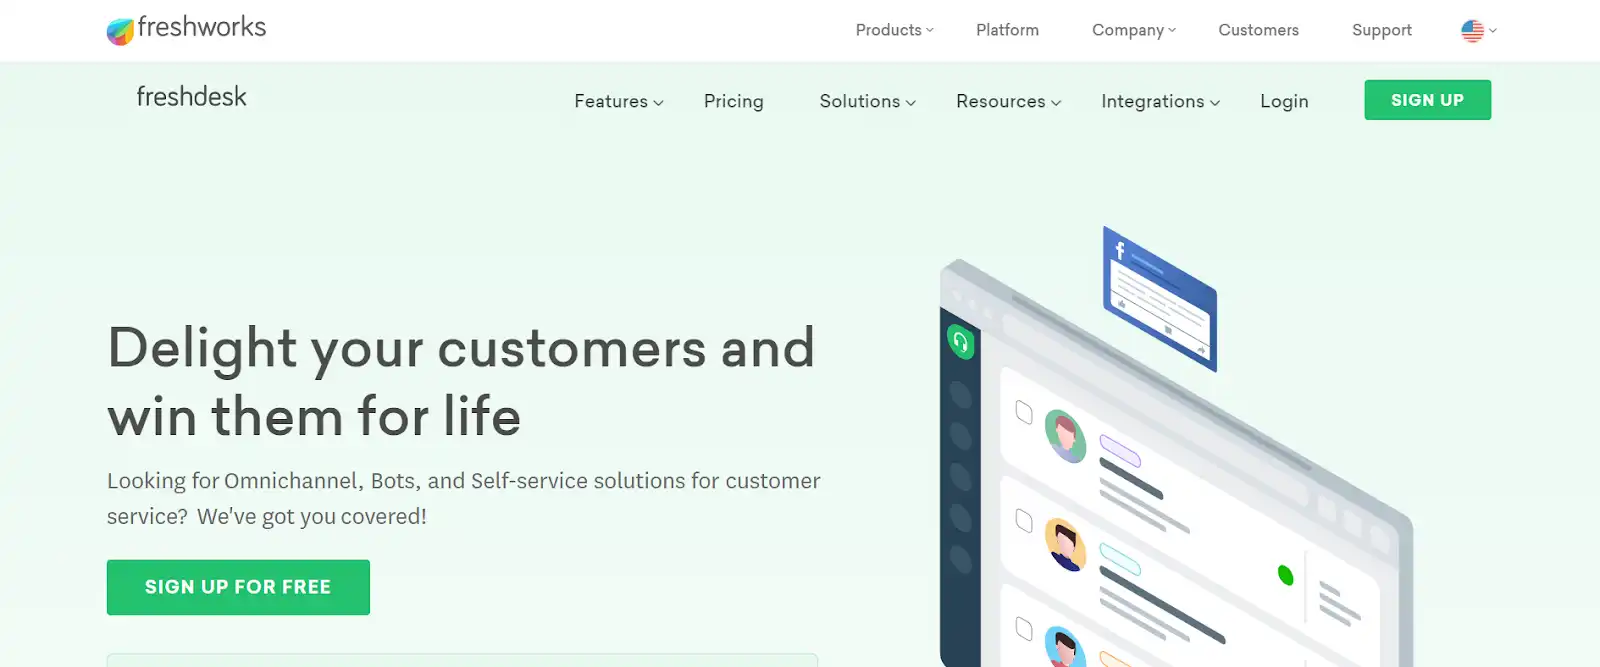 freshworks
Products Platform Company Customers Support
freshdesk
Features Pricing Solutions Resources Integrations Login SIGN UP
f
Delight your customers and
win them for life
Looking for Omnichannel, Bots, and Self-service solutions for customer
service? We've got you covered!
SIGN UP FOR FREE